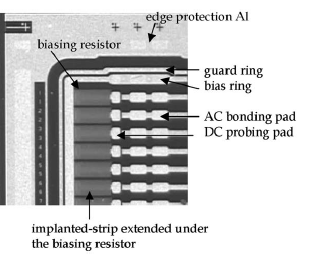 edge protection Al
biasing resistor
guard ring
bias ring
AC bonding pad
DC probing pad
implanted-strip extended under
the biasing resistor